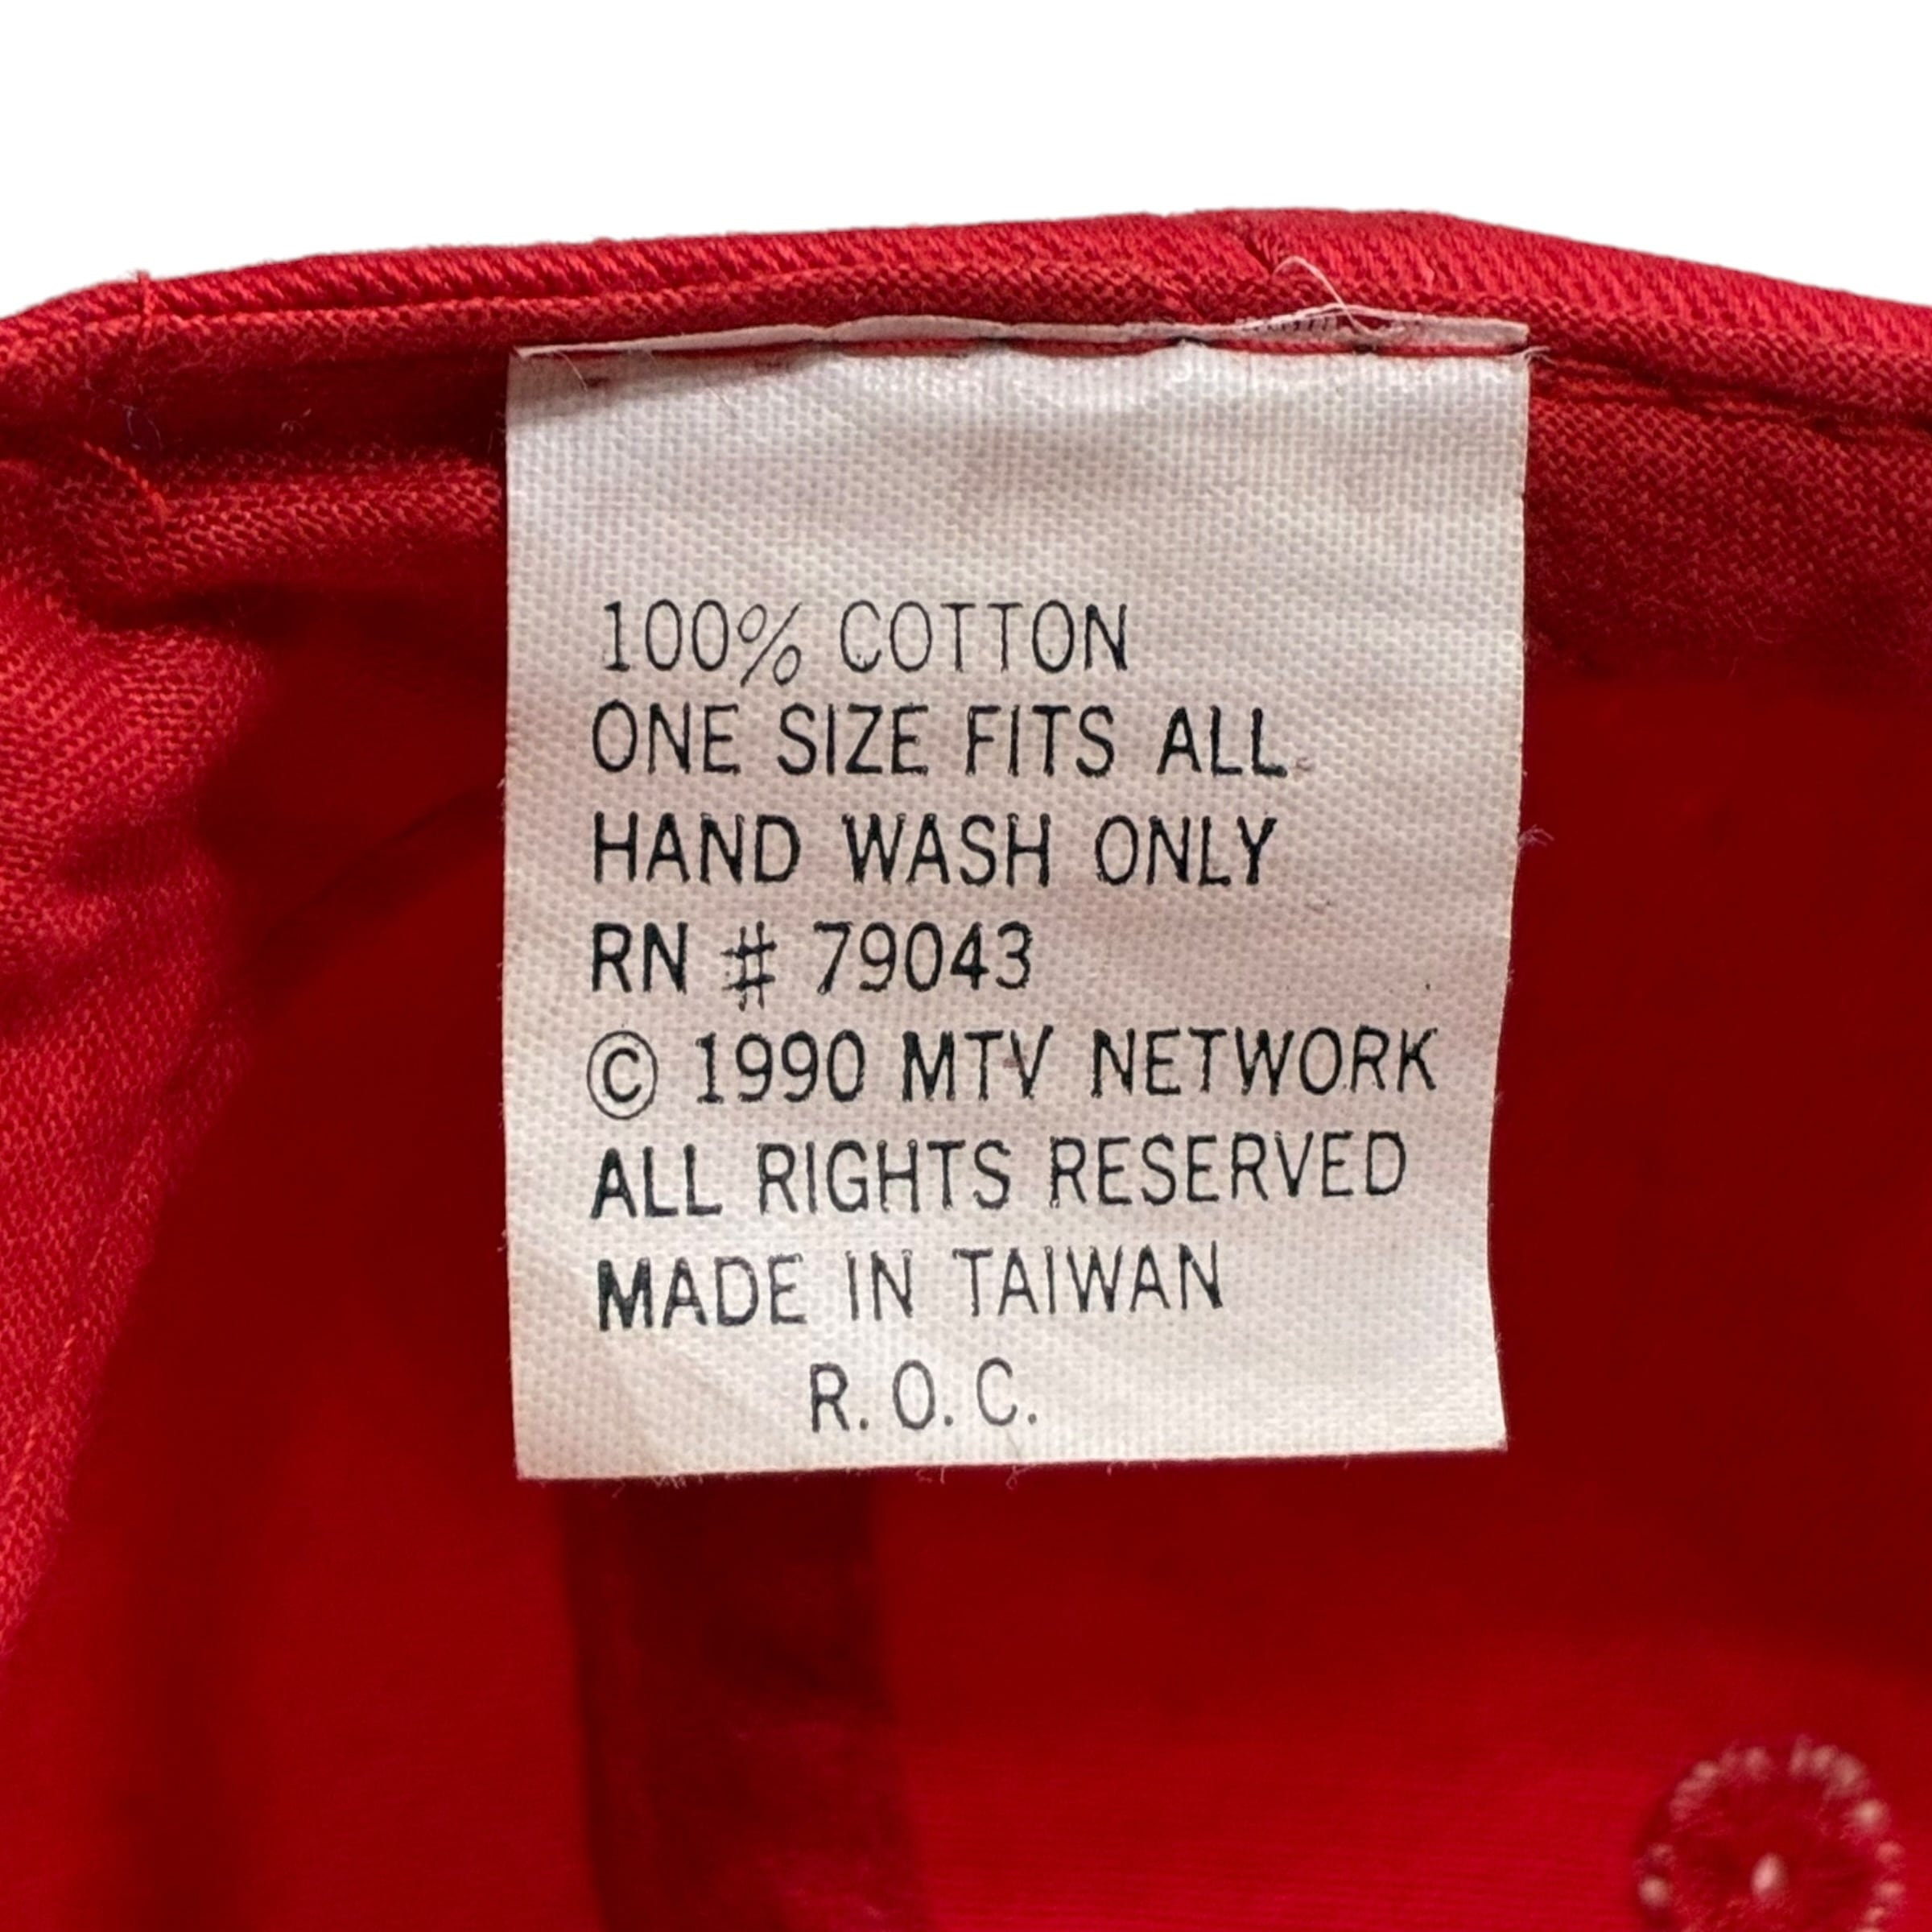 100% COTTON
ONE SIZE FITS ALL
HAND WASH ONLY
RN # 79043
© 1990 MTV NETWORK
ALL RIGHTS RESERVED
MADE IN TAIWAN
R.O.C.